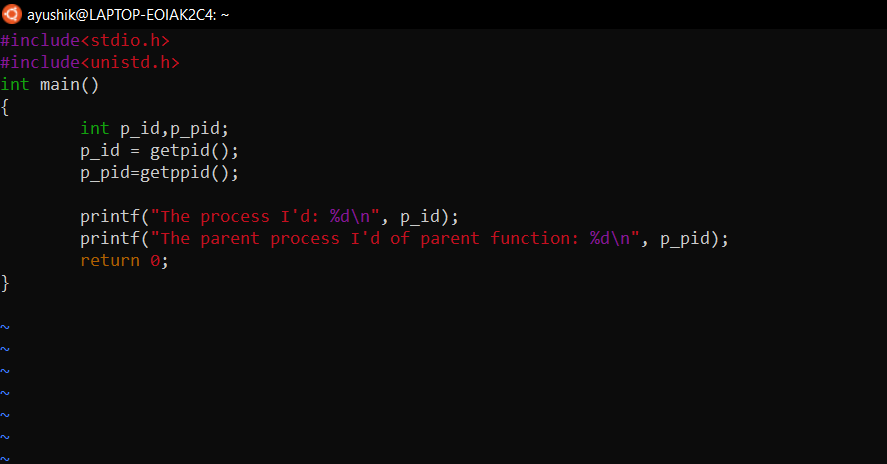 ayushik@LAPTOP-EOIAK2C4: ~
#include<stdio.h>
#include<unistd.h>
int main()
{
        int p_id,p_pid;
        p_id = getpid();
        p_pid=getppid();

        printf("The process I'd: %d\n", p_id);
        printf("The parent process I'd of parent function: %d\n", p_pid);
        return 0;
}

~
~
~
~
~
~
~